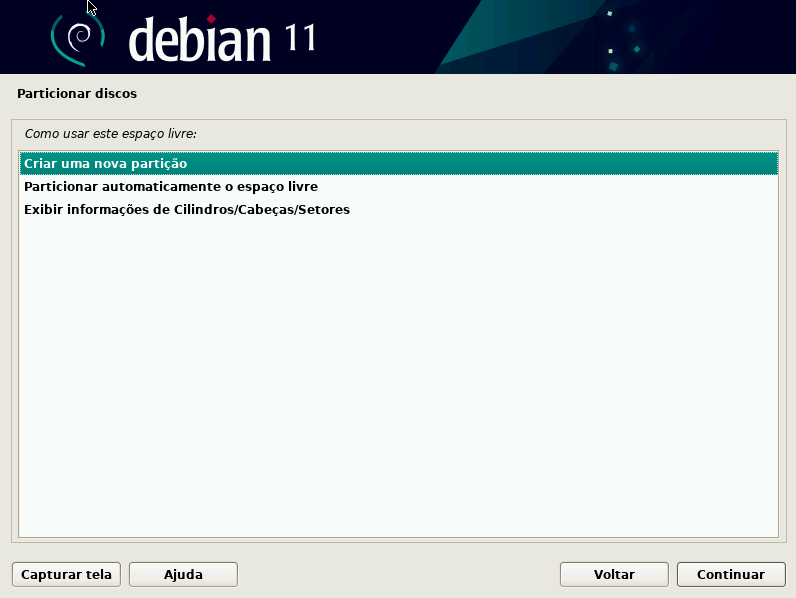 debian 11
Particionar discos
Como usar este espaço livre:
Criar uma nova partição
Particionar automaticamente o espaço livre
Exibir informações de Cilindros/Cabeças/Setores
Capturar tela Ajuda Voltar Continuar